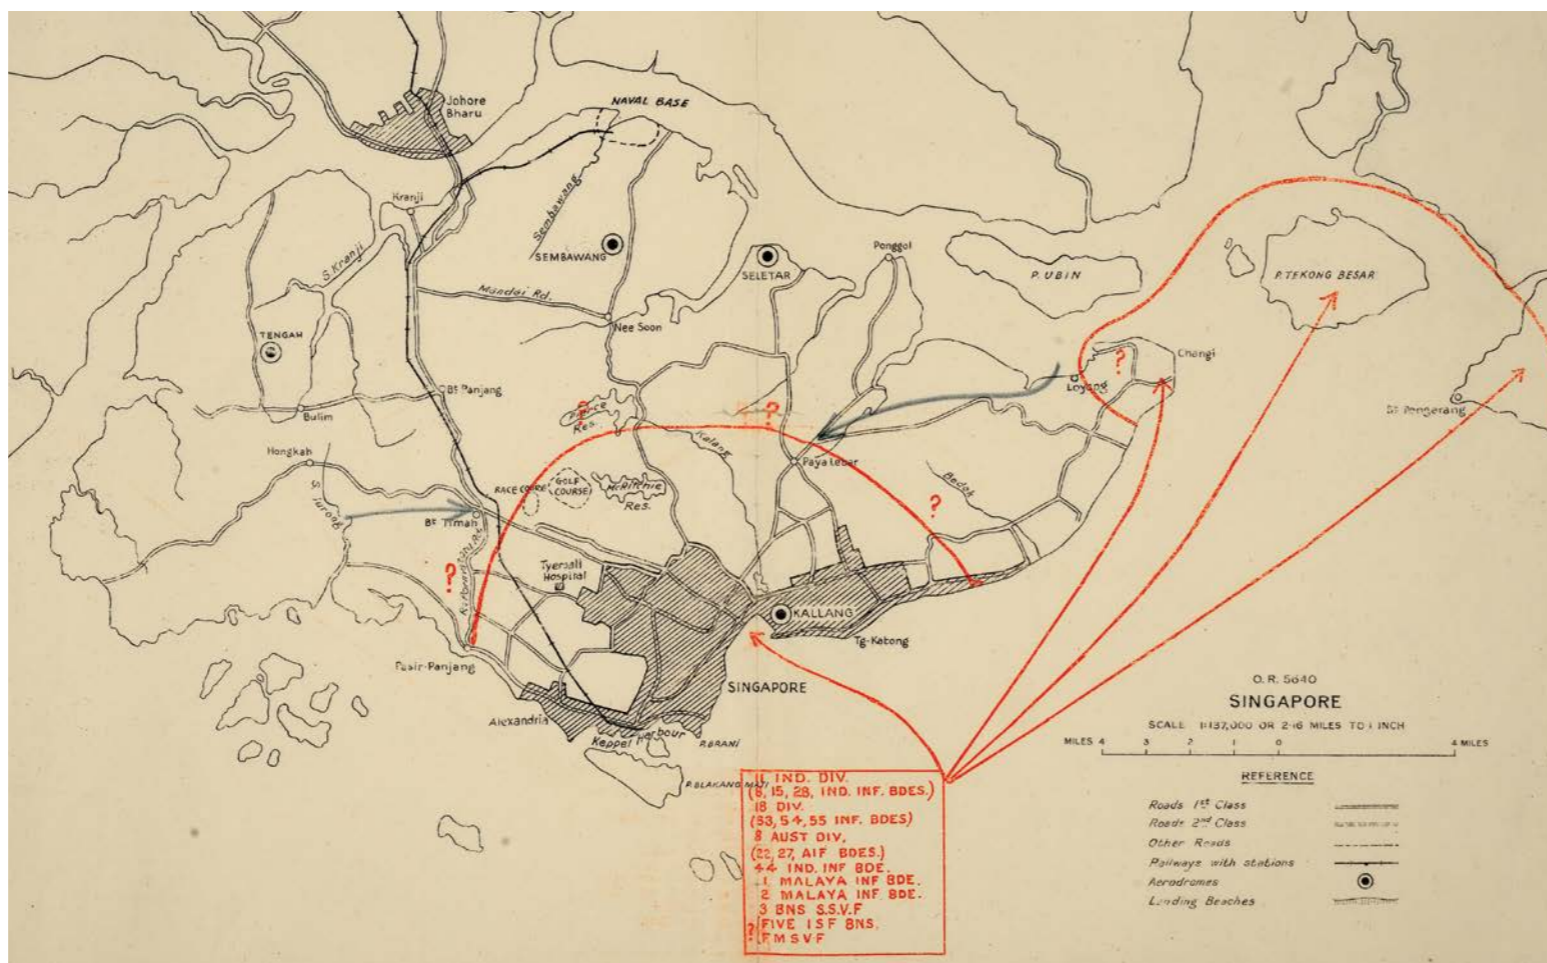 Johore
Bharu
NAVAL BASE
Kranji
Sembawang
SEMBAWANG
SELETAR
Ponggol
P. UBIN
P. TEKONG BESAR
S. Kranji
Mandai Rd.
Nee Soon
TENGAH
Changi
?
Loyang
Bt Panjang
Bulim
?
Peirce
Res.
?
Kalang
Paya Lebar
Pengerang
Hongkah
S. Jurong
RACE COURSE
GOLF
COURSE
McRitchie
Res.
Bedok
?
Bt Timah
?
Tyersall
Hospital
KALLANG
Tg-Katong
Pasir-Panjang
SINGAPORE
Alexandria
Keppel Harbour
P. BRANI
P. BLAKANG MATI
O.R. 5640
SINGAPORE
SCALE 1:137,000 OR 2·16 MILES TO 1 INCH
MILES 4 3 2 1 0 4 MILES
REFERENCE
Roads 1st Class
Roads 2nd Class
Other Roads
Railways with stations
Aerodromes
Landing Beaches
11 IND. DIV.
(8, 15, 28, IND. INF. BDES.)
18 DIV.
(53, 54, 55 INF. BDES)
8 AUST DIV,
(22, 27, AIF BDES.)
44 IND. INF BDE.
1 MALAYA INF BDE.
2 MALAYA INF BDE.
3 BNS S.S.V.F
? (FIVE ISF BNS.
FMSVF